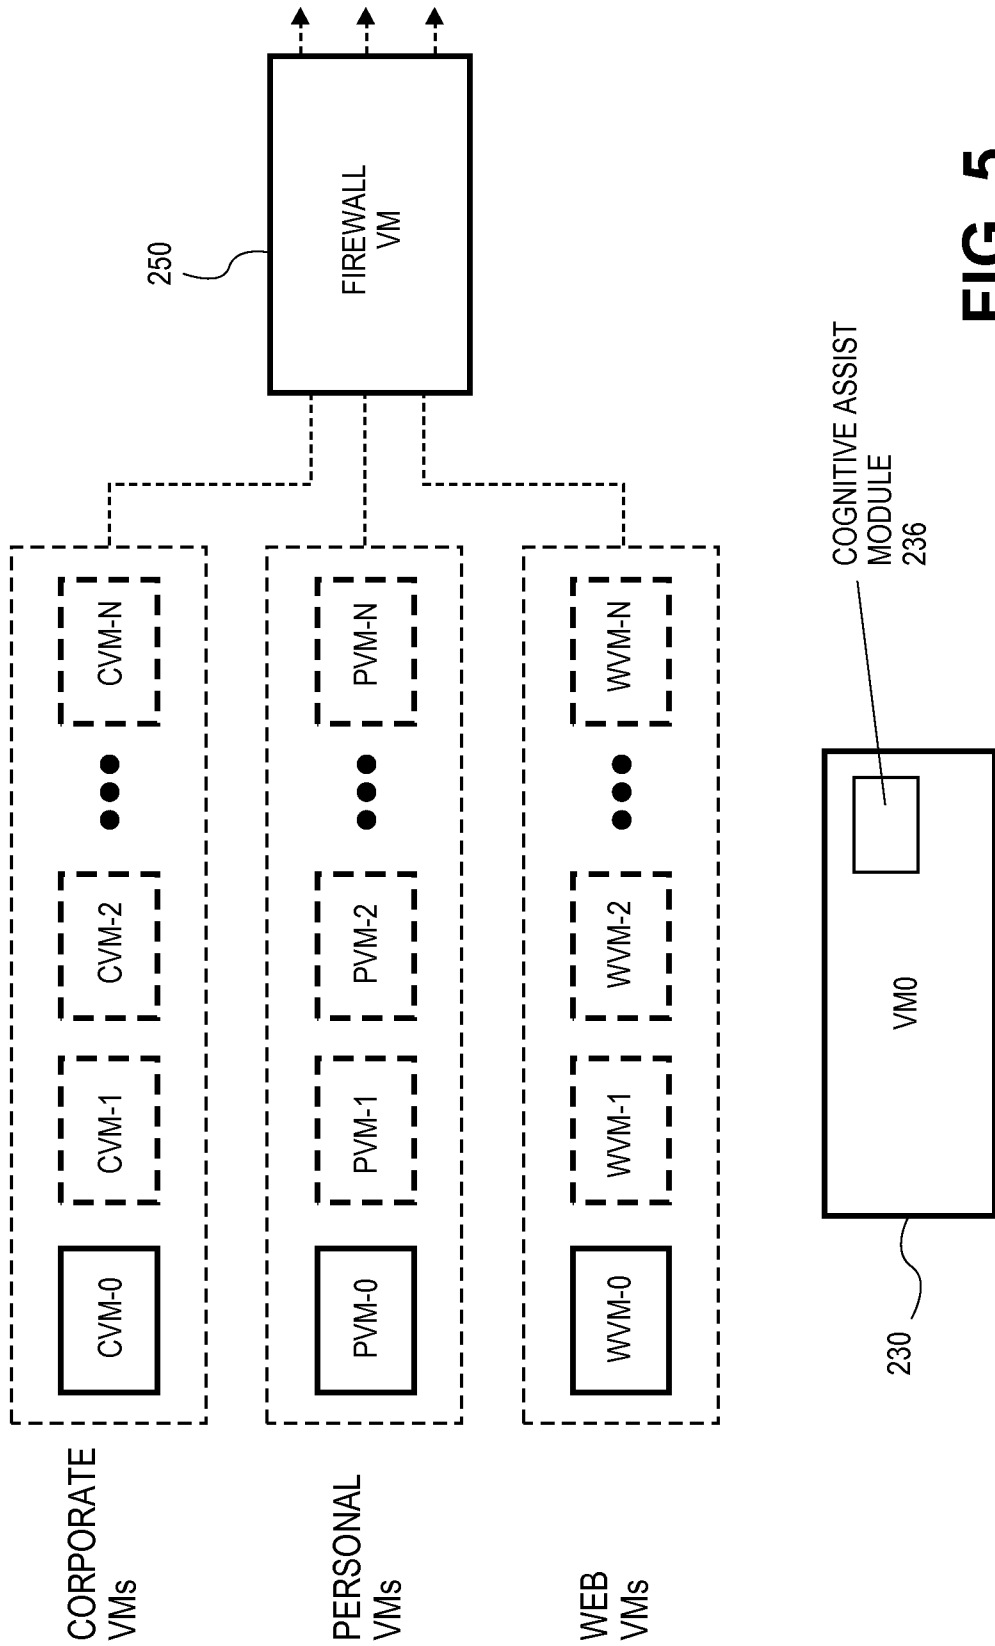 CORPORATE
VMs
CVM-0
CVM-1
CVM-2
CVM-N
PERSONAL
VMs
PVM-0
PVM-1
PVM-2
PVM-N
WEB
VMs
WVM-0
WVM-1
WVM-2
WVM-N
250
FIREWALL
VM
230
VM0
COGNITIVE ASSIST
MODULE
236
FIG. 5